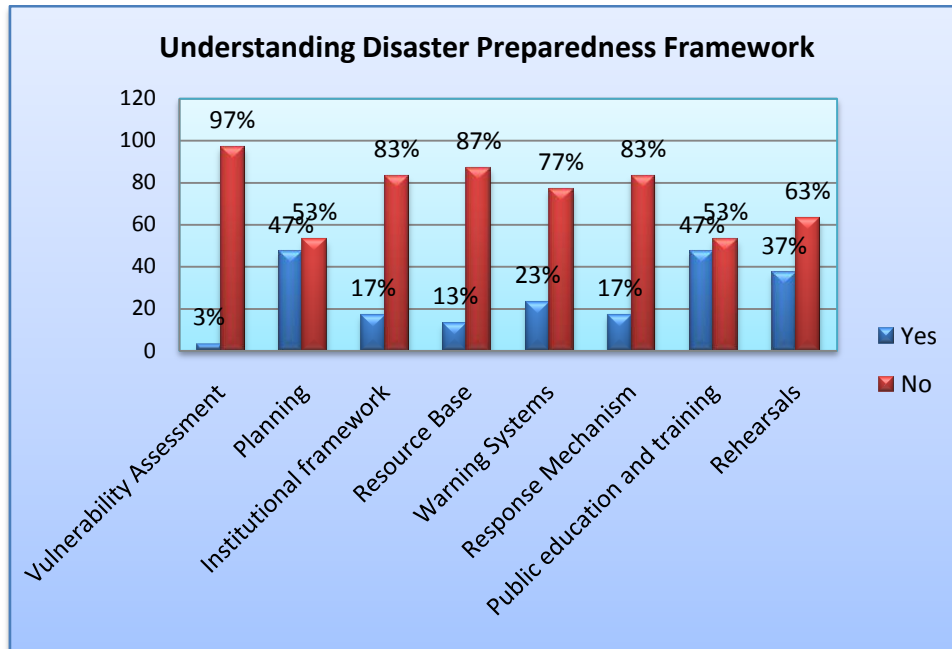 Understanding Disaster Preparedness Framework
120
100
80
60
40
20
0
3%
97%
47%
53%
17%
83%
13%
87%
23%
77%
17%
83%
47%
53%
37%
63%
Vulnerability Assessment
Planning
Institutional framework
Resource Base
Warning Systems
Response Mechanism
Public education and training
Rehearsals
Yes
No